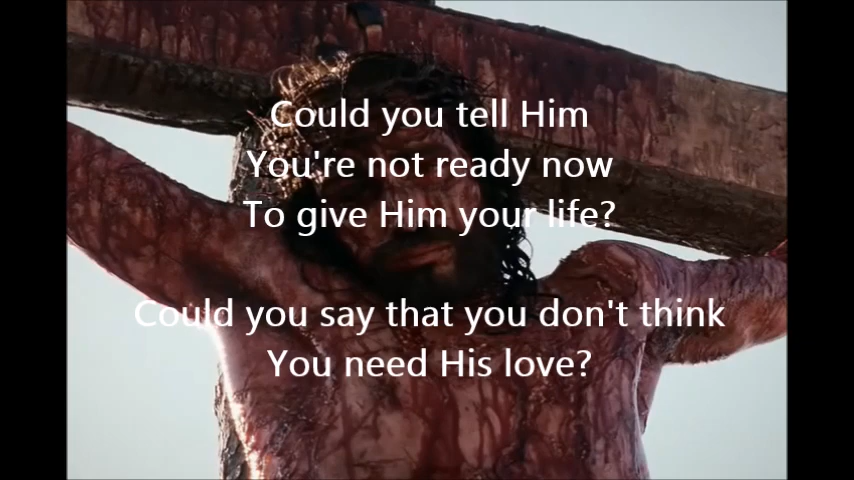 Could you tell Him
You're not ready now
To give Him your life?
Could you say that you don't think
You need His love?